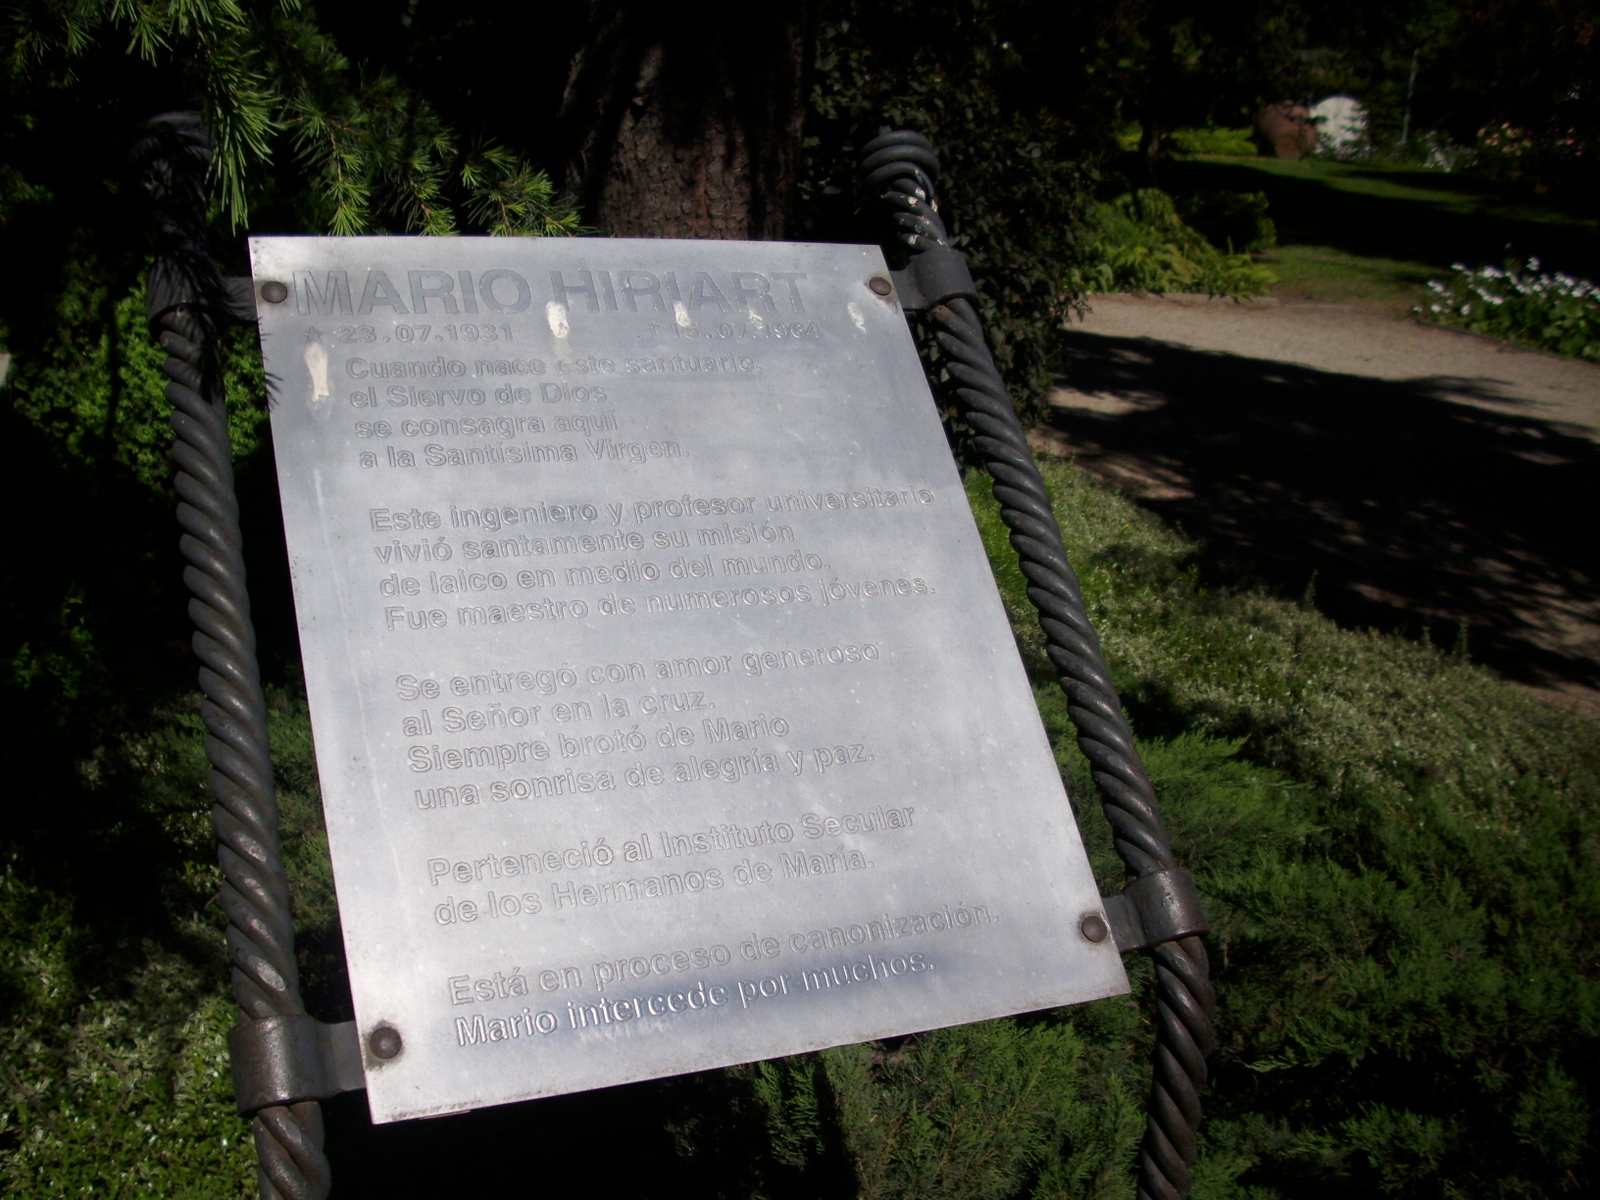 MARIO HIRIART
☆ 23.07.1931 † 15.07.1964
Cuando nace este santuario,
el Siervo de Dios
se consagra aquí
a la Santísima Virgen.
Este ingeniero y profesor universitario
vivió santamente su misión
de laico en medio del mundo.
Fue maestro de numerosos jóvenes.
Se entregó con amor generoso
al Señor en la cruz.
Siempre brotó de Mario
una sonrisa de alegría y paz.
Perteneció al Instituto Secular
de los Hermanos de María.
Está en proceso de canonización.
Mario intercede por muchos.